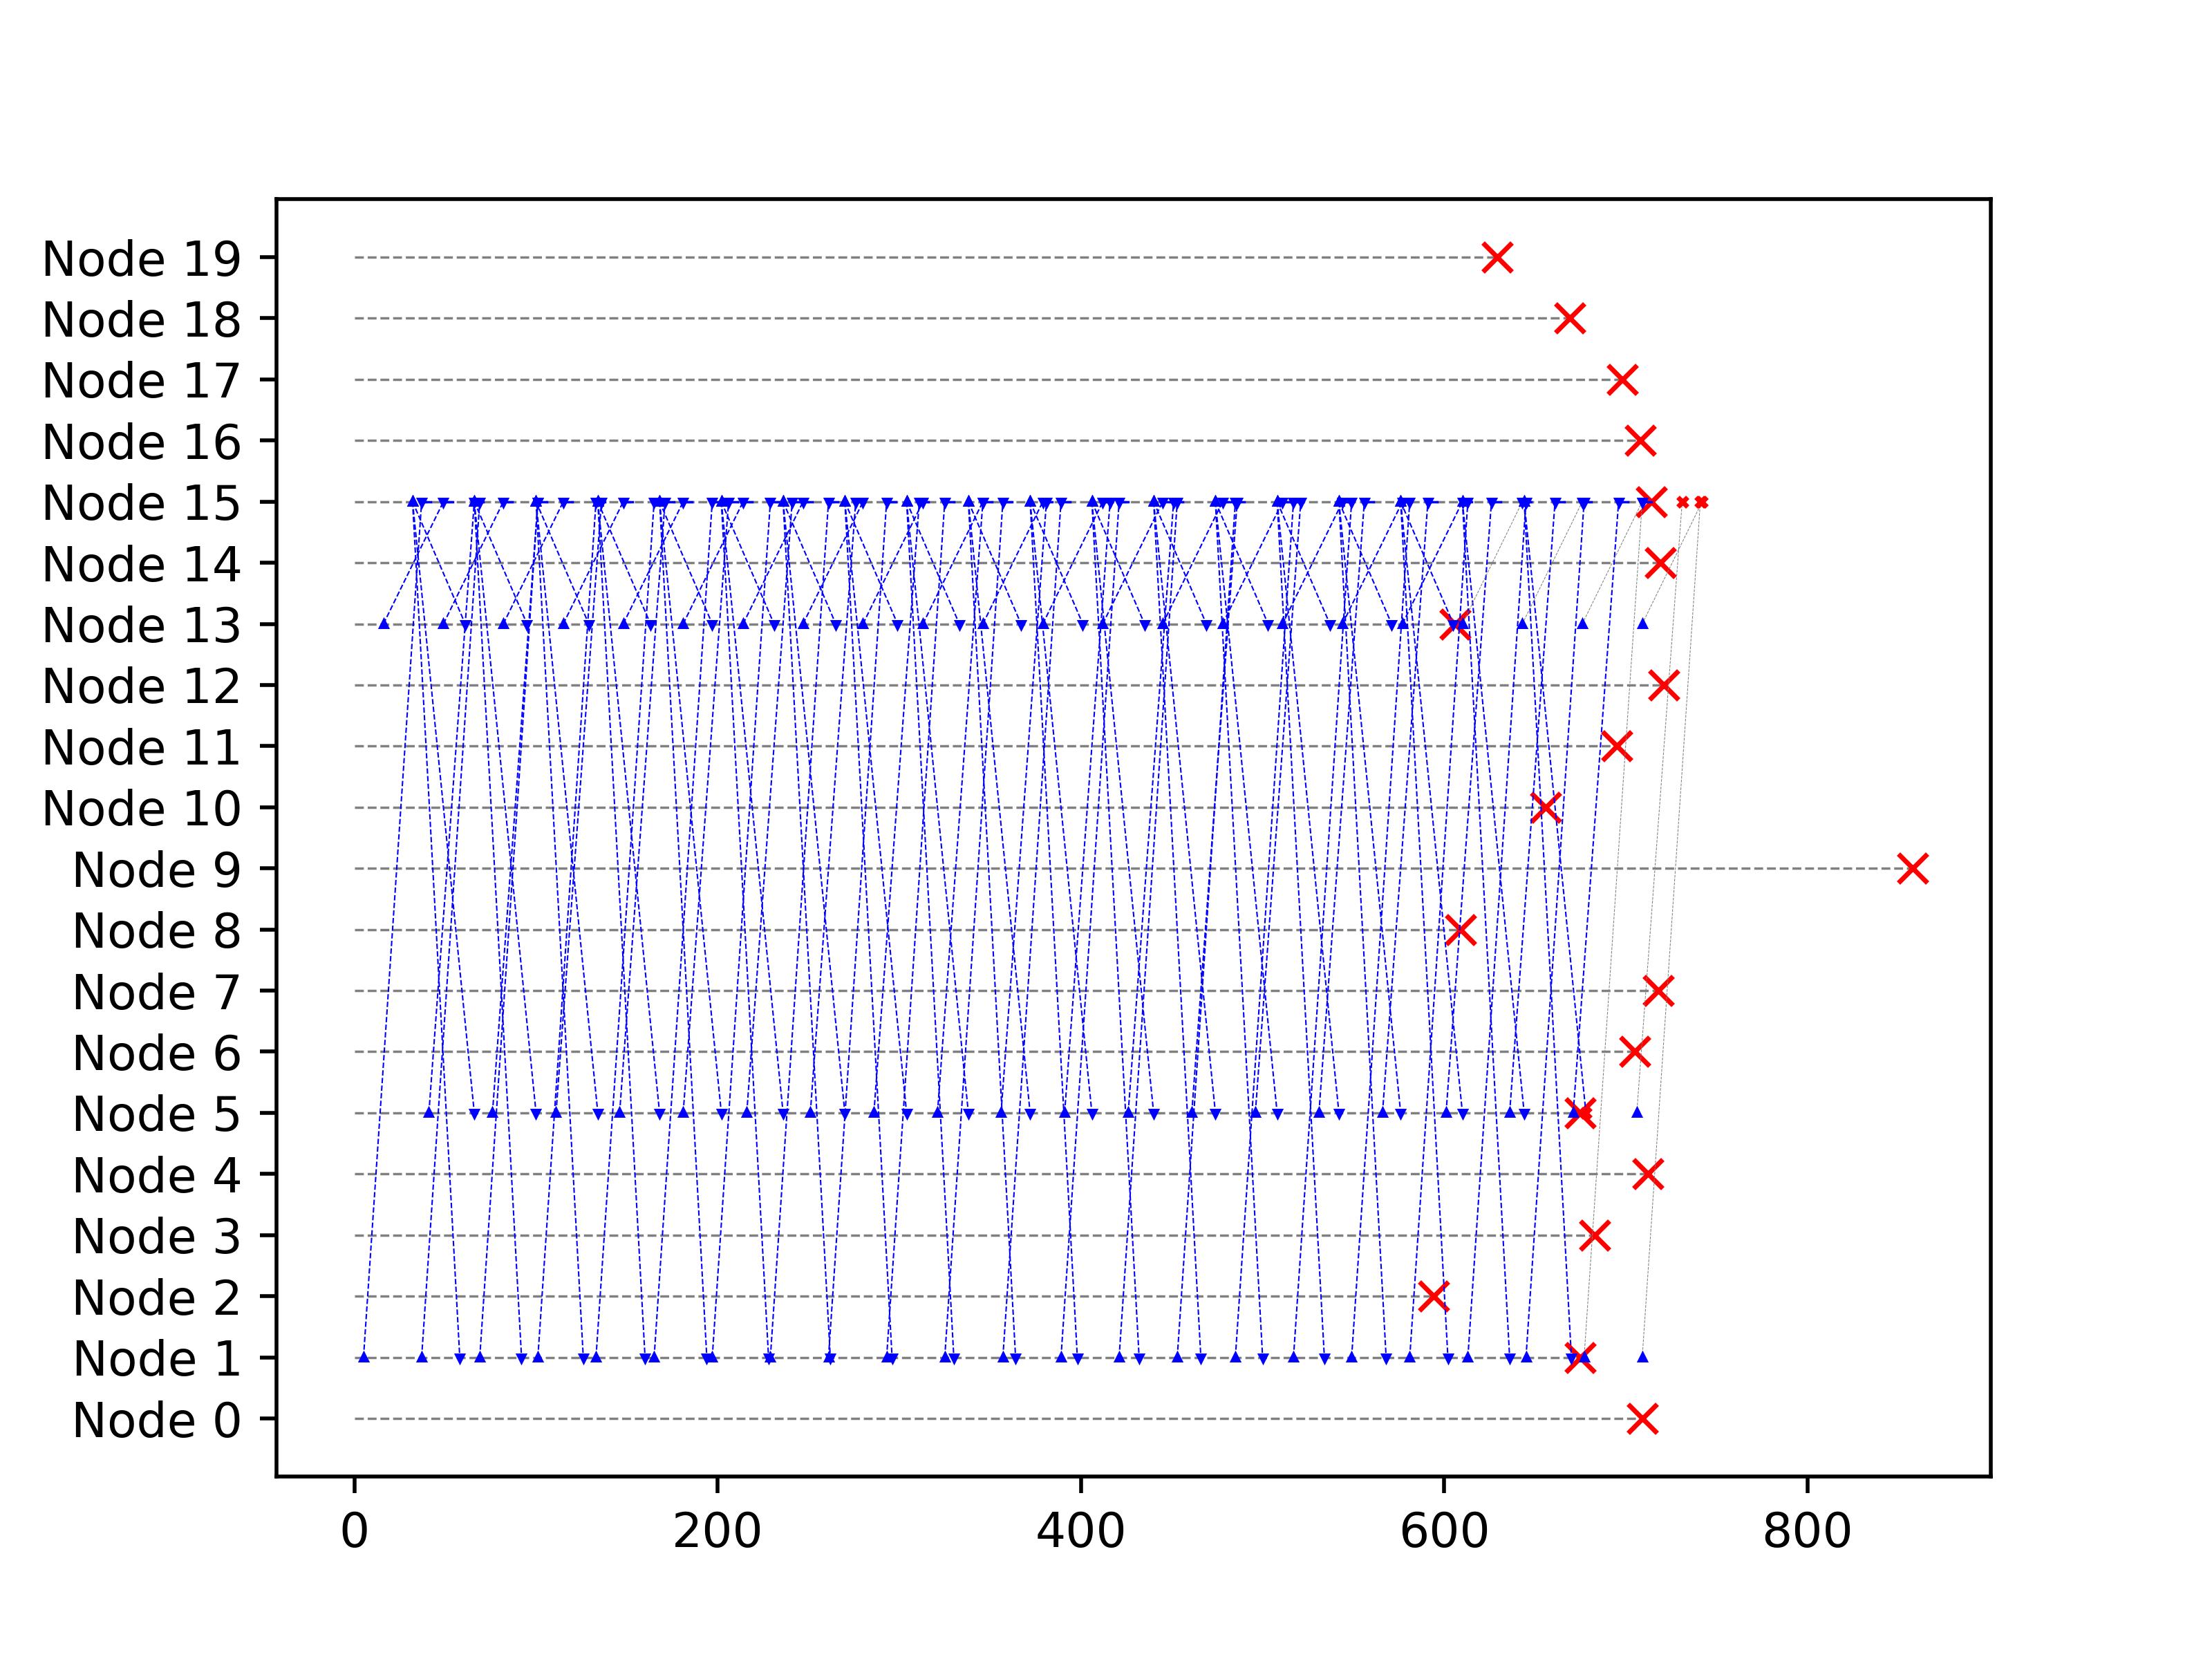 Node 19
Node 18
Node 17
Node 16
Node 15
Node 14
Node 13
Node 12
Node 11
Node 10
Node 9
Node 8
Node 7
Node 6
Node 5
Node 4
Node 3
Node 2
Node 1
Node 0
0 200 400 600 800